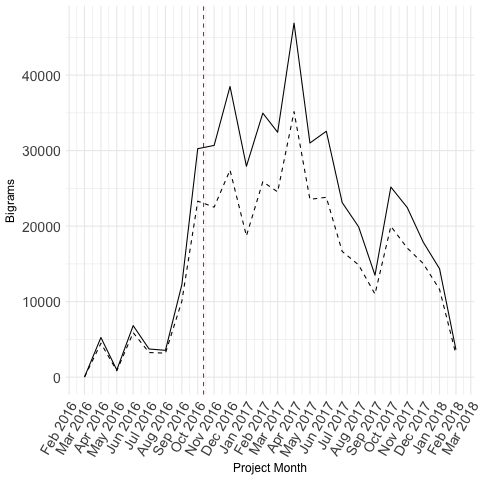 40000
30000
20000
10000
0
Bigrams
Feb 2016
Mar 2016
Apr 2016
May 2016
Jun 2016
Jul 2016
Aug 2016
Sep 2016
Oct 2016
Nov 2016
Dec 2016
Jan 2017
Feb 2017
Mar 2017
Apr 2017
May 2017
Jun 2017
Jul 2017
Aug 2017
Sep 2017
Oct 2017
Nov 2017
Dec 2017
Jan 2018
Feb 2018
Mar 2018
Project Month